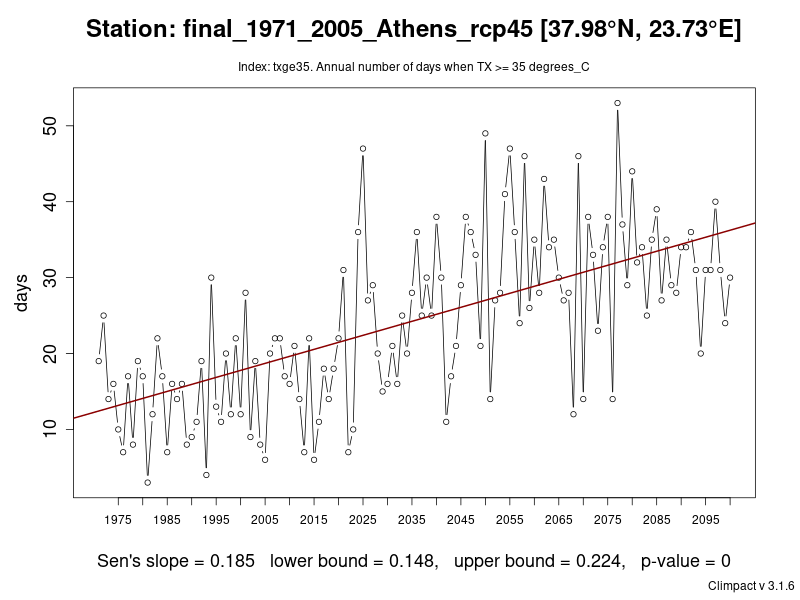 Station: final_1971_2005_Athens_rcp45 [37.98°N, 23.73°E]
Index: txge35. Annual number of days when TX >= 35 degrees_C
50
40
30
20
10
days
1975 1985 1995 2005 2015 2025 2035 2045 2055 2065 2075 2085 2095
Sen's slope = 0.185 lower bound = 0.148, upper bound = 0.224, p-value = 0
Climpact v 3.1.6